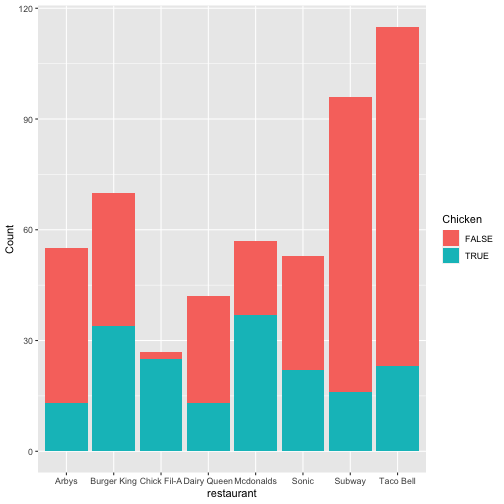 120
90
60
30
0
Count
Arbys Burger King Chick Fil-A Dairy Queen Mcdonalds Sonic Subway Taco Bell
restaurant
Chicken
FALSE
TRUE